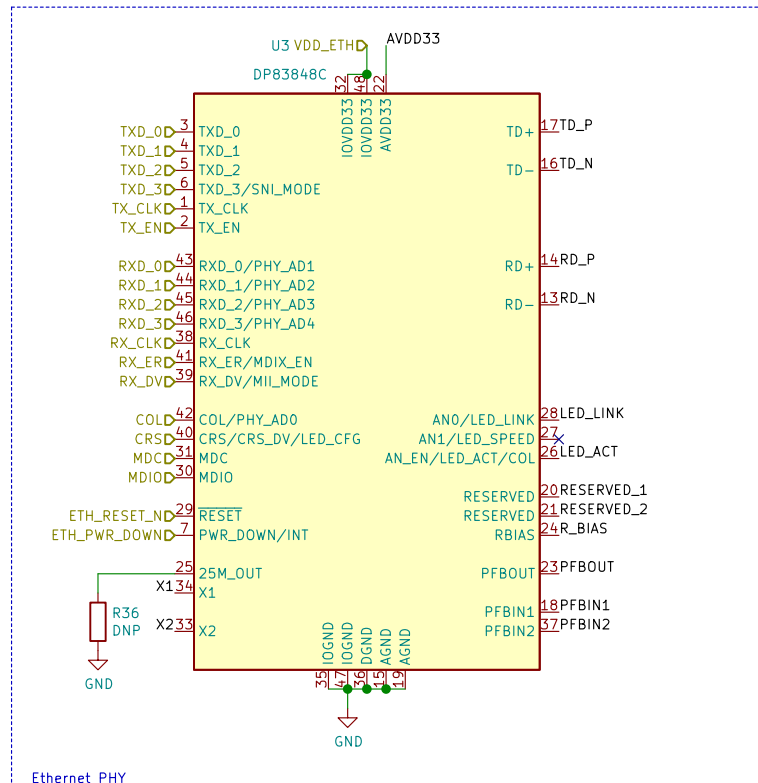 U3 VDD_ETH AVDD33
DP83848C
32 48 22
IOVDD33 IOVDD33 AVDD33
TXD_0 3 TXD_0 TD+ 17 TD_P
TXD_1 4 TXD_1
TXD_2 5 TXD_2 TD- 16 TD_N
TXD_3 6 TXD_3/SNI_MODE
TX_CLK 1 TX_CLK
TX_EN 2 TX_EN
RXD_0 43 RXD_0/PHY_AD1 RD+ 14 RD_P
RXD_1 44 RXD_1/PHY_AD2
RXD_2 45 RXD_2/PHY_AD3 RD- 13 RD_N
RXD_3 46 RXD_3/PHY_AD4
RX_CLK 38 RX_CLK
RX_ER 41 RX_ER/MDIX_EN
RX_DV 39 RX_DV/MII_MODE
COL 42 COL/PHY_AD0 AN0/LED_LINK 28 LED_LINK
CRS 40 CRS/CRS_DV/LED_CFG AN1/LED_SPEED 27
MDC 31 MDC AN_EN/LED_ACT/COL 26 LED_ACT
MDIO 30 MDIO
RESERVED 20 RESERVED_1
ETH_RESET_N 29 RESET RESERVED 21 RESERVED_2
ETH_PWR_DOWN 7 PWR_DOWN/INT RBIAS 24 R_BIAS
25 25M_OUT PFBOUT 23 PFBOUT
X1 34 X1
R36 PFBIN1 18 PFBIN1
DNP X2 33 X2 PFBIN2 37 PFBIN2
IOGND IOGND DGND AGND AGND
35 47 36 15 19
GND
GND
Ethernet PHY